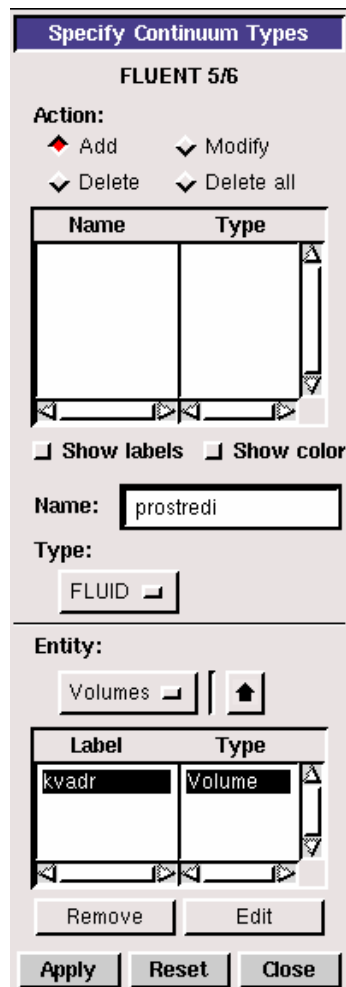 Specify Continuum Types
FLUENT 5/6
Action:
Add Modify
Delete Delete all
Name Type
Show labels Show color
Name: prostredi
Type:
FLUID
Entity:
Volumes
Label Type
kvadr Volume
Remove Edit
Apply Reset Close